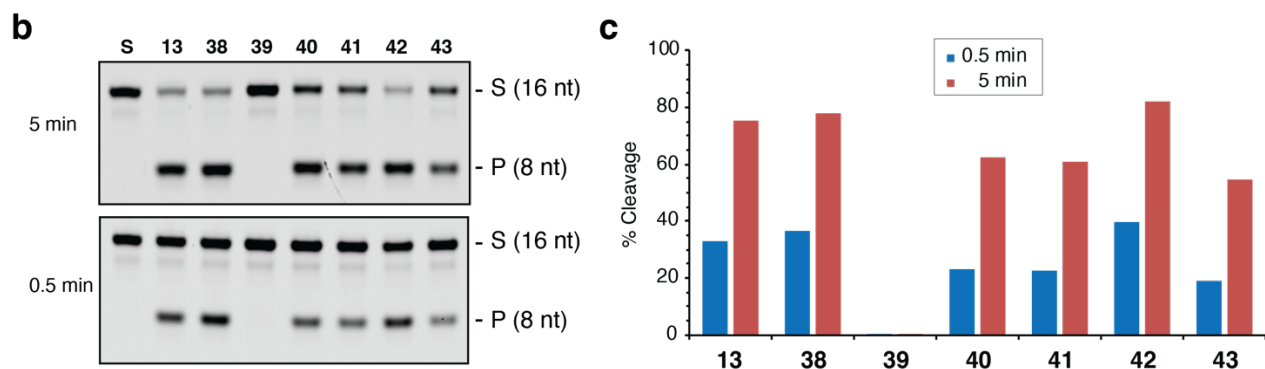 b
S 13 38 39 40 41 42 43
5 min
- S (16 nt)
- P (8 nt)
0.5 min
- S (16 nt)
- P (8 nt)
c
% Cleavage
100
80
60
40
20
0
0.5 min
5 min
13 38 39 40 41 42 43